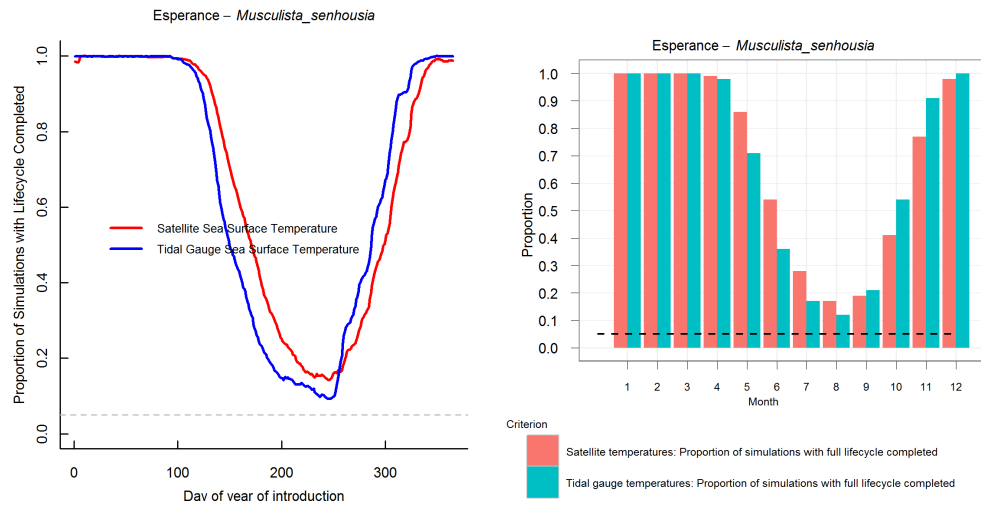 Esperance – Musculista_senhousia
Proportion of Simulations with Lifecycle Completed
1.0
0.8
0.6
0.4
0.2
0.0
Satellite Sea Surface Temperature
Tidal Gauge Sea Surface Temperature
0
100
200
300
Day of year of introduction
Esperance – Musculista_senhousia
Proportion
1.0
0.9
0.8
0.7
0.6
0.5
0.4
0.3
0.2
0.1
0.0
1 2 3 4 5 6 7 8 9 10 11 12
Month
Criterion
Satellite temperatures: Proportion of simulations with full lifecycle completed
Tidal gauge temperatures: Proportion of simulations with full lifecycle completed